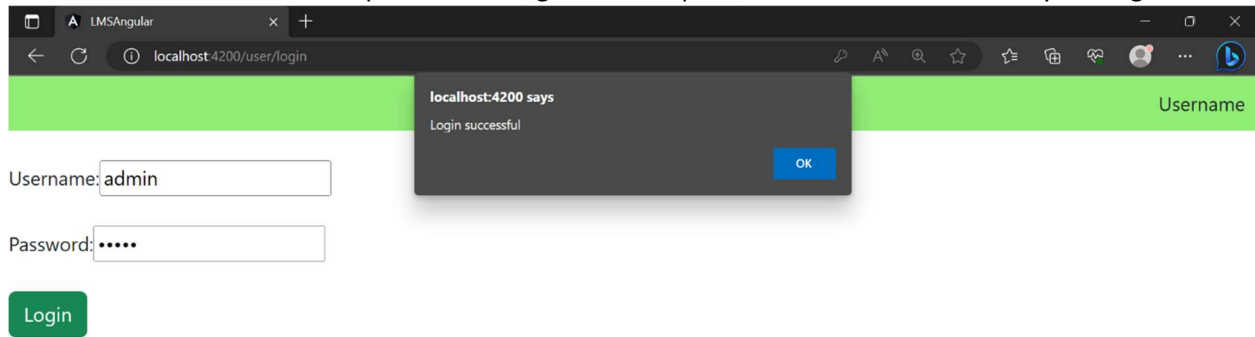 LMSAngular
localhost:4200/user/login
localhost:4200 says
Login successful
OK
Username
Username: admin
Password: •••••
Login